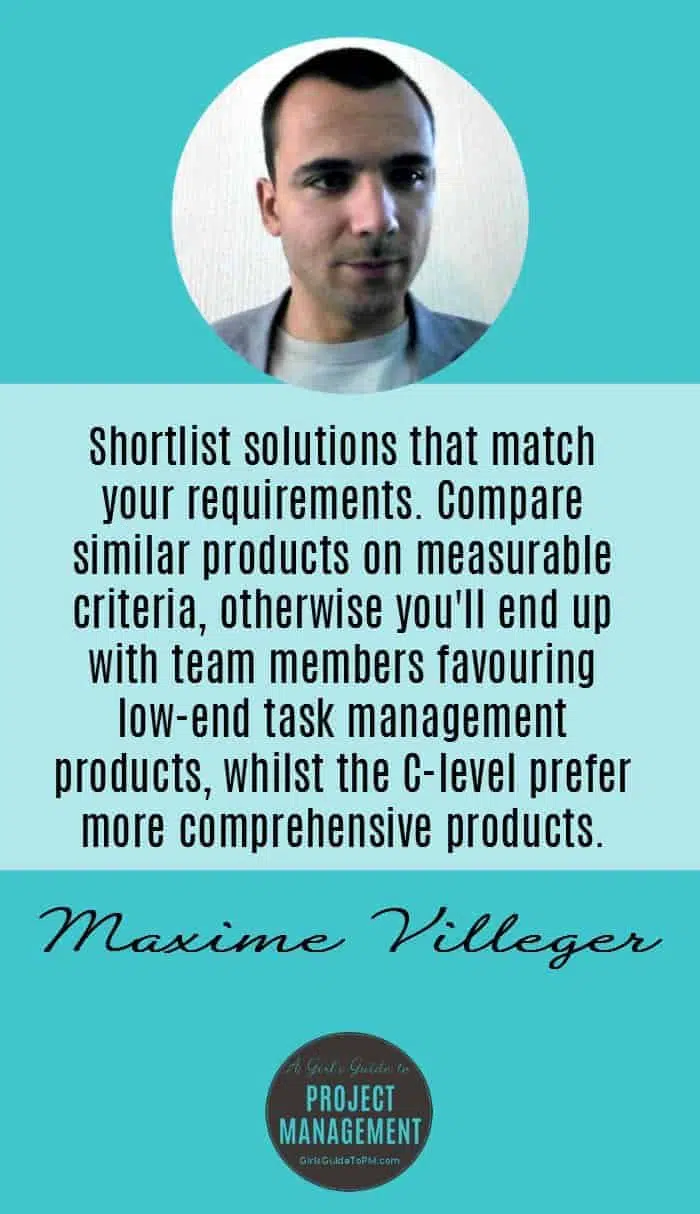 Shortlist solutions that match
your requirements. Compare
similar products on measurable
criteria, otherwise you'll end up
with team members favouring
low-end task management
products, whilst the C-level prefer
more comprehensive products.
Maxime Villeger
A Girl's Guide to
PROJECT
MANAGEMENT
GirlsGuideToPM.com